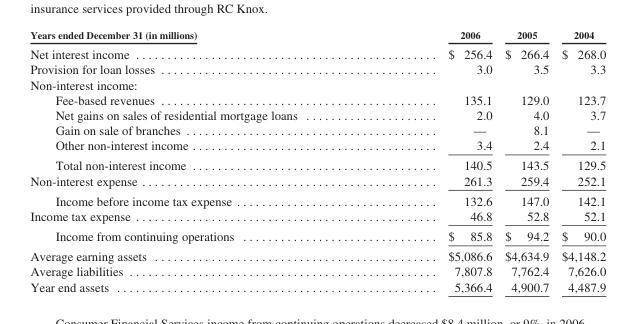 insurance services provided through RC Knox.
Years ended December 31 (in millions) 2006 2005 2004
Net interest income $ 256.4 $ 266.4 $ 268.0
Provision for loan losses 3.0 3.5 3.3
Non-interest income:
Fee-based revenues 135.1 129.0 123.7
Net gains on sales of residential mortgage loans 2.0 4.0 3.7
Gain on sale of branches — 8.1 —
Other non-interest income 3.4 2.4 2.1
Total non-interest income 140.5 143.5 129.5
Non-interest expense 261.3 259.4 252.1
Income before income tax expense 132.6 147.0 142.1
Income tax expense 46.8 52.8 52.1
Income from continuing operations $ 85.8 $ 94.2 $ 90.0
Average earning assets $5,086.6 $4,634.9 $4,148.2
Average liabilities 7,807.8 7,762.4 7,626.0
Year end assets 5,366.4 4,900.7 4,487.9
Consumer Financial Services income from continuing operations decreased $8.4 million, or 9%, in 2006